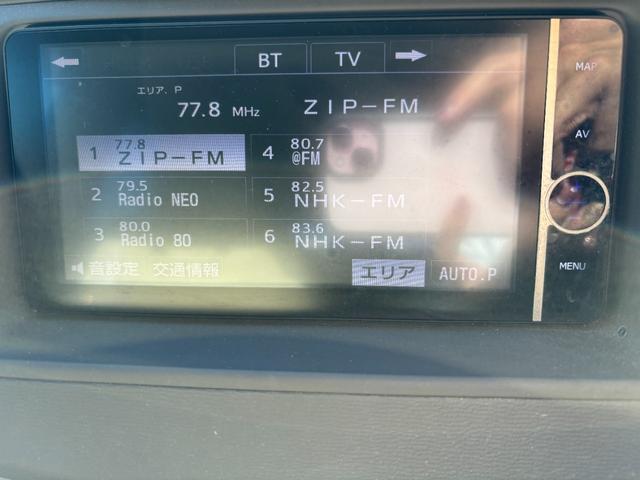 BT TV
MAP
エリア. P
77.8 MHz ZIP-FM
AV
1 77.8 ZIP-FM
4 80.7 @FM
2 79.5 Radio NEO
5 82.5 NHK-FM
3 80.0 Radio 80
6 83.6 NHK-FM
MENU
音設定 交通情報 エリア AUTO.P